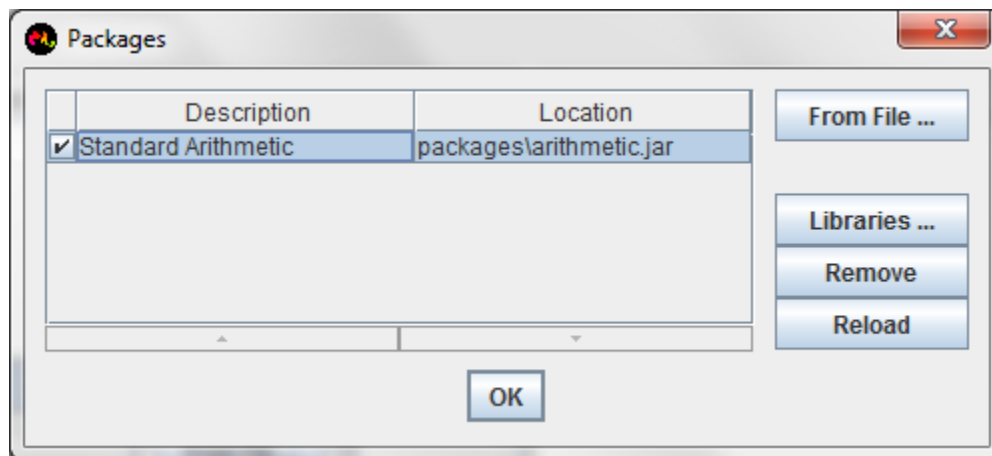 Packages
Description Location From File ...
Standard Arithmetic packages\arithmetic.jar
Libraries ...
Remove
Reload
OK